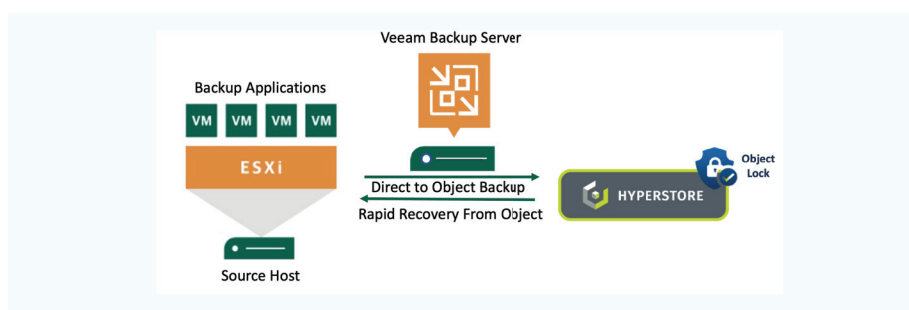 Veeam Backup Server
Backup Applications
VM VM VM VM
ESXi
Object
Lock
Direct to Object Backup
HYPERSTORE
Rapid Recovery From Object
Source Host